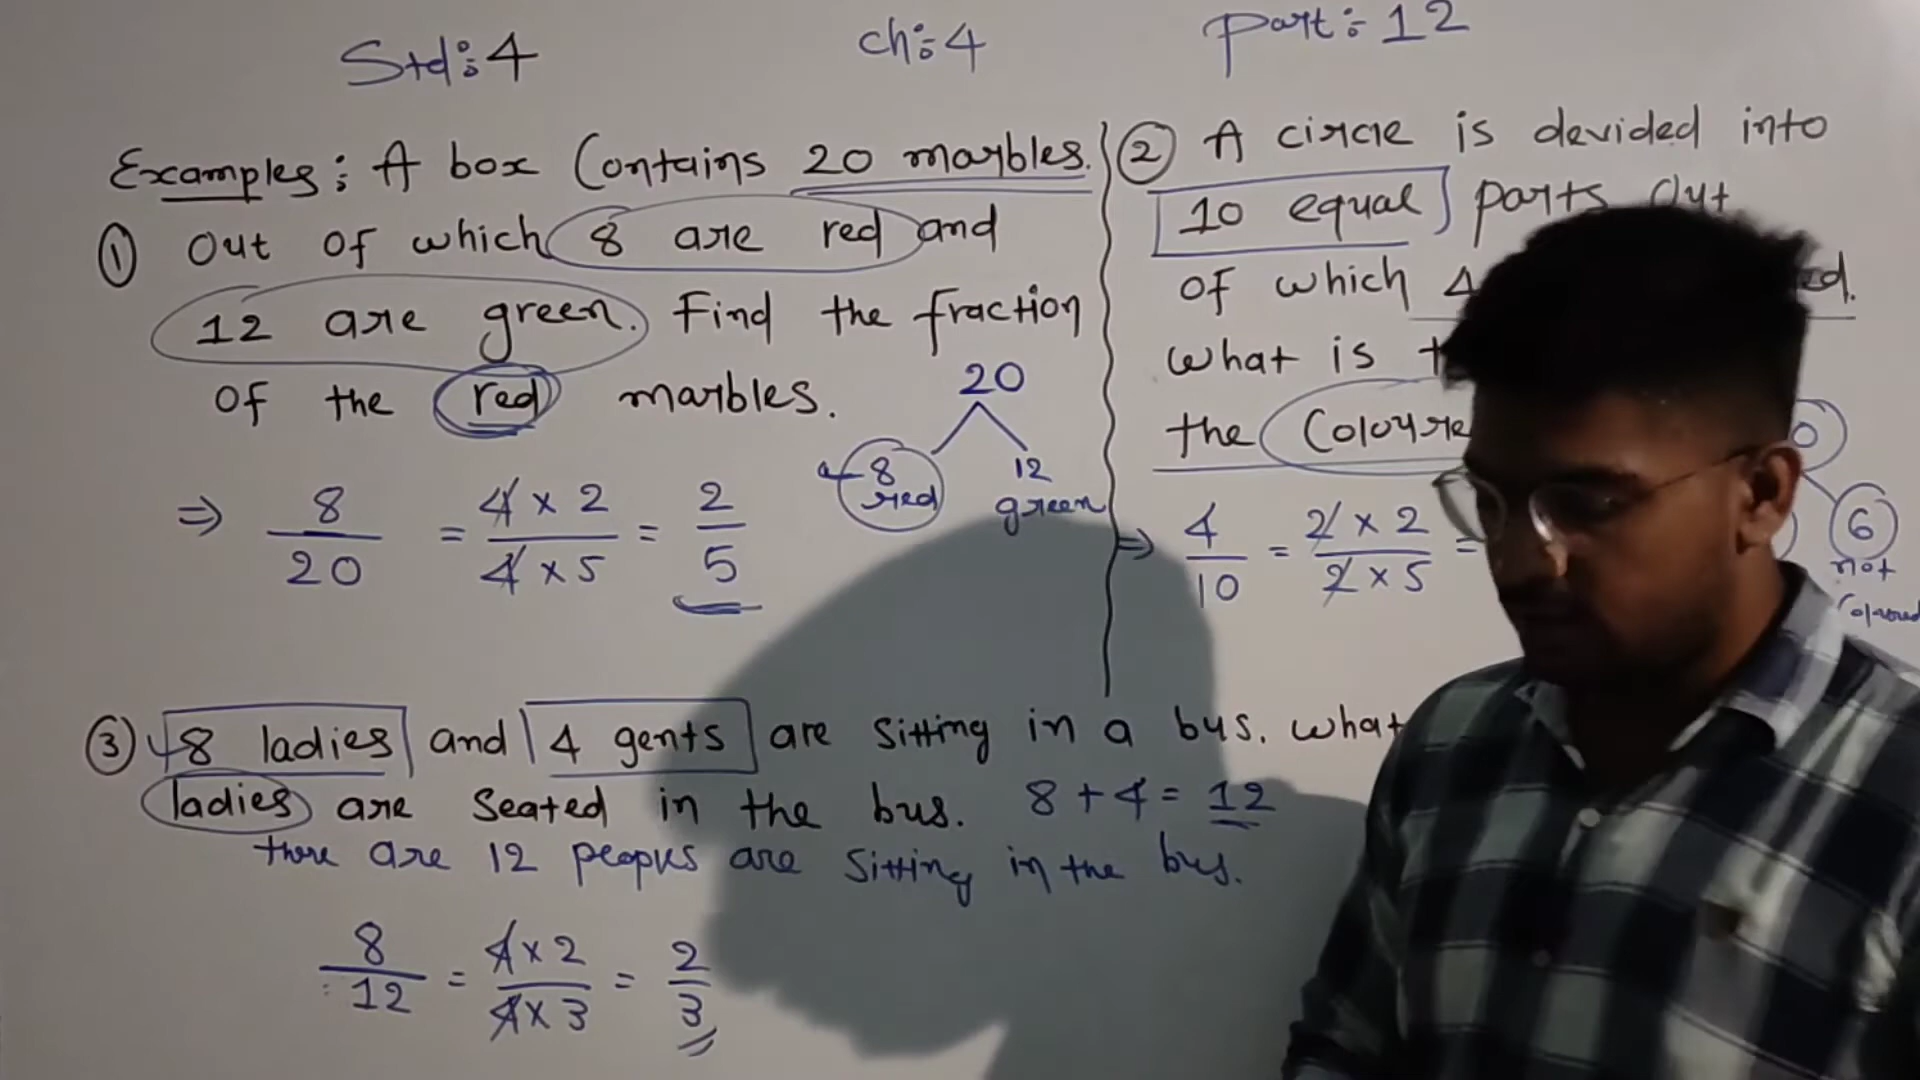 Std:4 ch:4 Part:12
Examples: A box Contains 20 marbles.
① Out of which 8 are red and
12 are green. Find the fraction
of the red marbles.
20
8 12
red green
⇒ 8/20 = 4×2/4×5 = 2/5
② A circle is devided into
10 equal parts Out
of which 4
what is
the Coloure
6
not
⇒ 4/10 = 2×2/2×5 =
③ 8 ladies and 4 gents are sitting in a bus. what
ladies are Seated in the bus. 8+4= 12
there are 12 are sitting in the bus.
8/12 = 4×2/4×3 = 2/3